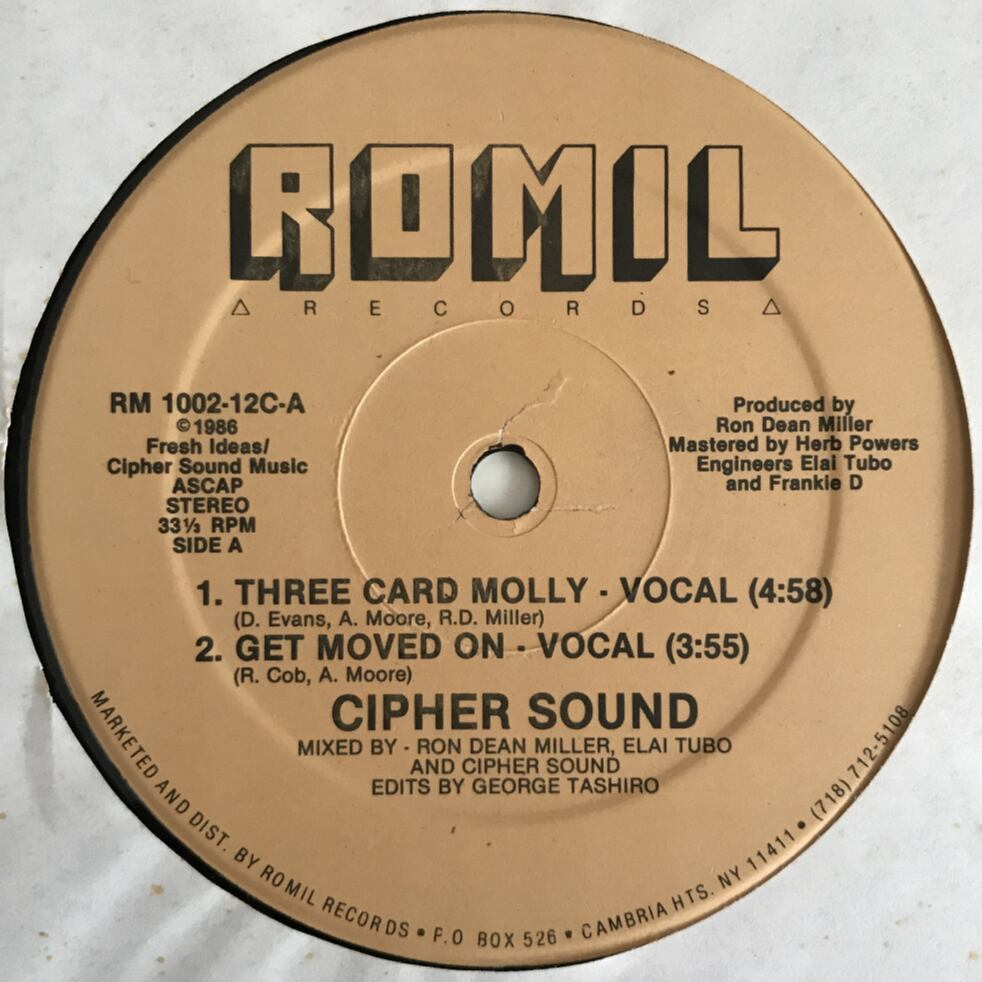 ROMIL
△ RECORDS △
RM 1002-12C-A
©1986
Fresh Ideas/
Cipher Sound Music
ASCAP
STEREO
33⅓ RPM
SIDE A
Produced by
Ron Dean Miller
Mastered by Herb Powers
Engineers Elai Tubo
and Frankie D
1. THREE CARD MOLLY - VOCAL (4:58)
(D. Evans, A. Moore, R.D. Miller)
2. GET MOVED ON - VOCAL (3:55)
(R. Cob, A. Moore)
CIPHER SOUND
MIXED BY - RON DEAN MILLER, ELAI TUBO
AND CIPHER SOUND
EDITS BY GEORGE TASHIRO
MARKETED AND DIST. BY ROMIL RECORDS • P.O BOX 526 • CAMBRIA HTS. NY 11411 • (718) 712-5108